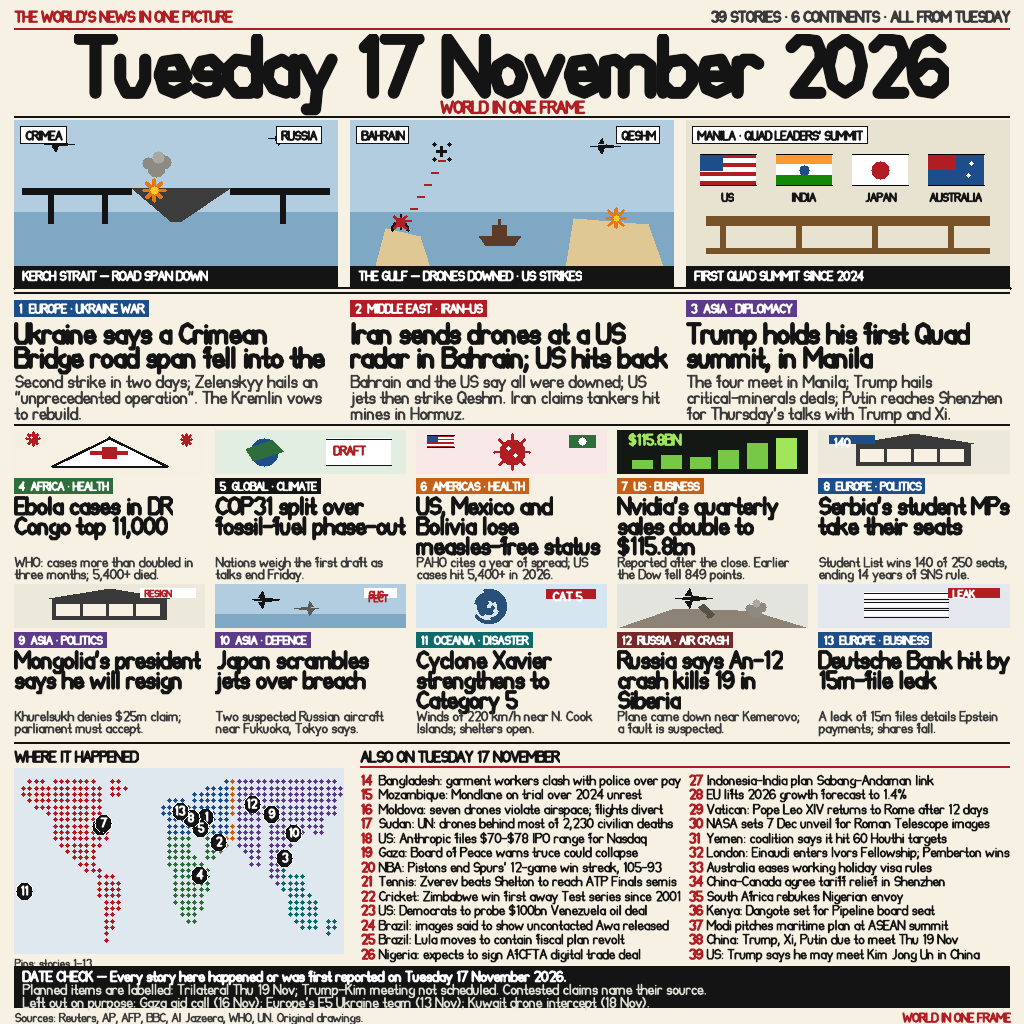 THE WORLD'S NEWS IN ONE PICTURE
39 STORIES · 6 CONTINENTS · ALL FROM TUESDAY
Tuesday 17 November 2026
WORLD IN ONE FRAME
CRIMEA
RUSSIA
KERCH STRAIT — ROAD SPAN DOWN
BAHRAIN
QESHM
THE GULF — DRONES DOWNED · US STRIKES
MANILA · QUAD LEADERS' SUMMIT
US
INDIA
JAPAN
AUSTRALIA
FIRST QUAD SUMMIT SINCE 2024
1 EUROPE · UKRAINE WAR
Ukraine says a Crimean
Bridge road span fell into the
Second strike in two days; Zelenskyy hails an
"unprecedented operation". The Kremlin vows
to rebuild.
2 MIDDLE EAST · IRAN-US
Iran sends drones at a US
radar in Bahrain; US hits back
Bahrain and the US say all were downed; US
jets then strike Qeshm. Iran claims tankers hit
mines in Hormuz.
3 ASIA · DIPLOMACY
Trump holds his first Quad
summit, in Manila
The four meet in Manila; Trump hails
critical-minerals deals; Putin reaches Shenzhen
for Thursday's talks with Trump and Xi.
4 AFRICA · HEALTH
Ebola cases in DR
Congo top 11,000
WHO: cases more than doubled in
three months; 5,400+ died.
DRAFT
5 GLOBAL · CLIMATE
COP31 split over
fossil-fuel phase-out
Nations weigh the first draft as
talks end Friday.
6 AMERICAS · HEALTH
US, Mexico and
Bolivia lose
measles-free status
PAHO cites a year of spread; US
cases hit 5,400+ in 2026.
$115.8BN
7 US · BUSINESS
Nvidia's quarterly
sales double to
$115.8bn
Reported after the close. Earlier
the Dow fell 849 points.
140
8 EUROPE · POLITICS
Serbia's student MPs
take their seats
Student List wins 140 of 250 seats,
ending 14 years of SNS rule.
RESIGN
9 ASIA · POLITICS
Mongolia's president
says he will resign
Khurelsukh denies $25m claim;
parliament must accept.
10 ASIA · DEFENCE
Japan scrambles
jets over breach
Two suspected Russian aircraft
near Fukuoka, Tokyo says.
CAT 5
11 OCEANIA · DISASTER
Cyclone Xavier
strengthens to
Category 5
Winds of 220 km/h near N. Cook
Islands; shelters open.
12 RUSSIA · AIR CRASH
Russia says An-12
crash kills 19 in
Siberia
Plane came down near Kemerovo;
a fault is suspected.
LEAK
13 EUROPE · BUSINESS
Deutsche Bank hit by
15m-file leak
A leak of 15m files details Epstein
payments; shares fall.
WHERE IT HAPPENED
7
13
8
1
5
2
12
9
10
3
4
11
Pins: stories 1-13
ALSO ON TUESDAY 17 NOVEMBER
14 Bangladesh: garment workers clash with police over pay
15 Mozambique: Mondlane on trial over 2024 unrest
16 Moldova: seven drones violate airspace; flights divert
17 Sudan: UN: drones behind most of 2,230 civilian deaths
18 US: Anthropic files $70-$78 IPO range for Nasdaq
19 Gaza: Board of Peace warns truce could collapse
20 NBA: Pistons end Spurs' 12-game win streak, 105-93
21 Tennis: Zverev beats Shelton to reach ATP Finals semis
22 Cricket: Zimbabwe win first away Test series since 2001
23 US: Democrats to probe $100bn Venezuela oil deal
24 Brazil: images said to show uncontacted Awa released
25 Brazil: Lula moves to contain fiscal plan revolt
26 Nigeria: expects to sign AfCFTA digital trade deal
27 Indonesia-India plan Sabang-Andaman link
28 EU lifts 2026 growth forecast to 1.4%
29 Vatican: Pope Leo XIV returns to Rome after 12 days
30 NASA sets 7 Dec unveil for Roman Telescope images
31 Yemen: coalition says it hit 60 Houthi targets
32 London: Einaudi enters Ivors Fellowship; Pemberton wins
33 Australia eases working holiday visa rules
34 China-Canada agree tariff relief in Shenzhen
35 South Africa rebukes Nigerian envoy
36 Kenya: Dangote set for Pipeline board seat
37 Modi pitches maritime plan at ASEAN summit
38 China: Trump, Xi, Putin due to meet Thu 19 Nov
39 US: Trump says he may meet Kim Jong Un in China
DATE CHECK — Every story here happened or was first reported on Tuesday 17 November 2026.
Planned items are labelled: Trilateral Thu 19 Nov; Trump-Kim meeting not scheduled. Contested claims name their source.
Left out on purpose: Gaza aid call (16 Nov); Europe's E5 Ukraine team (13 Nov); Kuwait drone intercept (18 Nov).
Sources: Reuters, AP, AFP, BBC, Al Jazeera, WHO, UN. Original drawings.
WORLD IN ONE FRAME